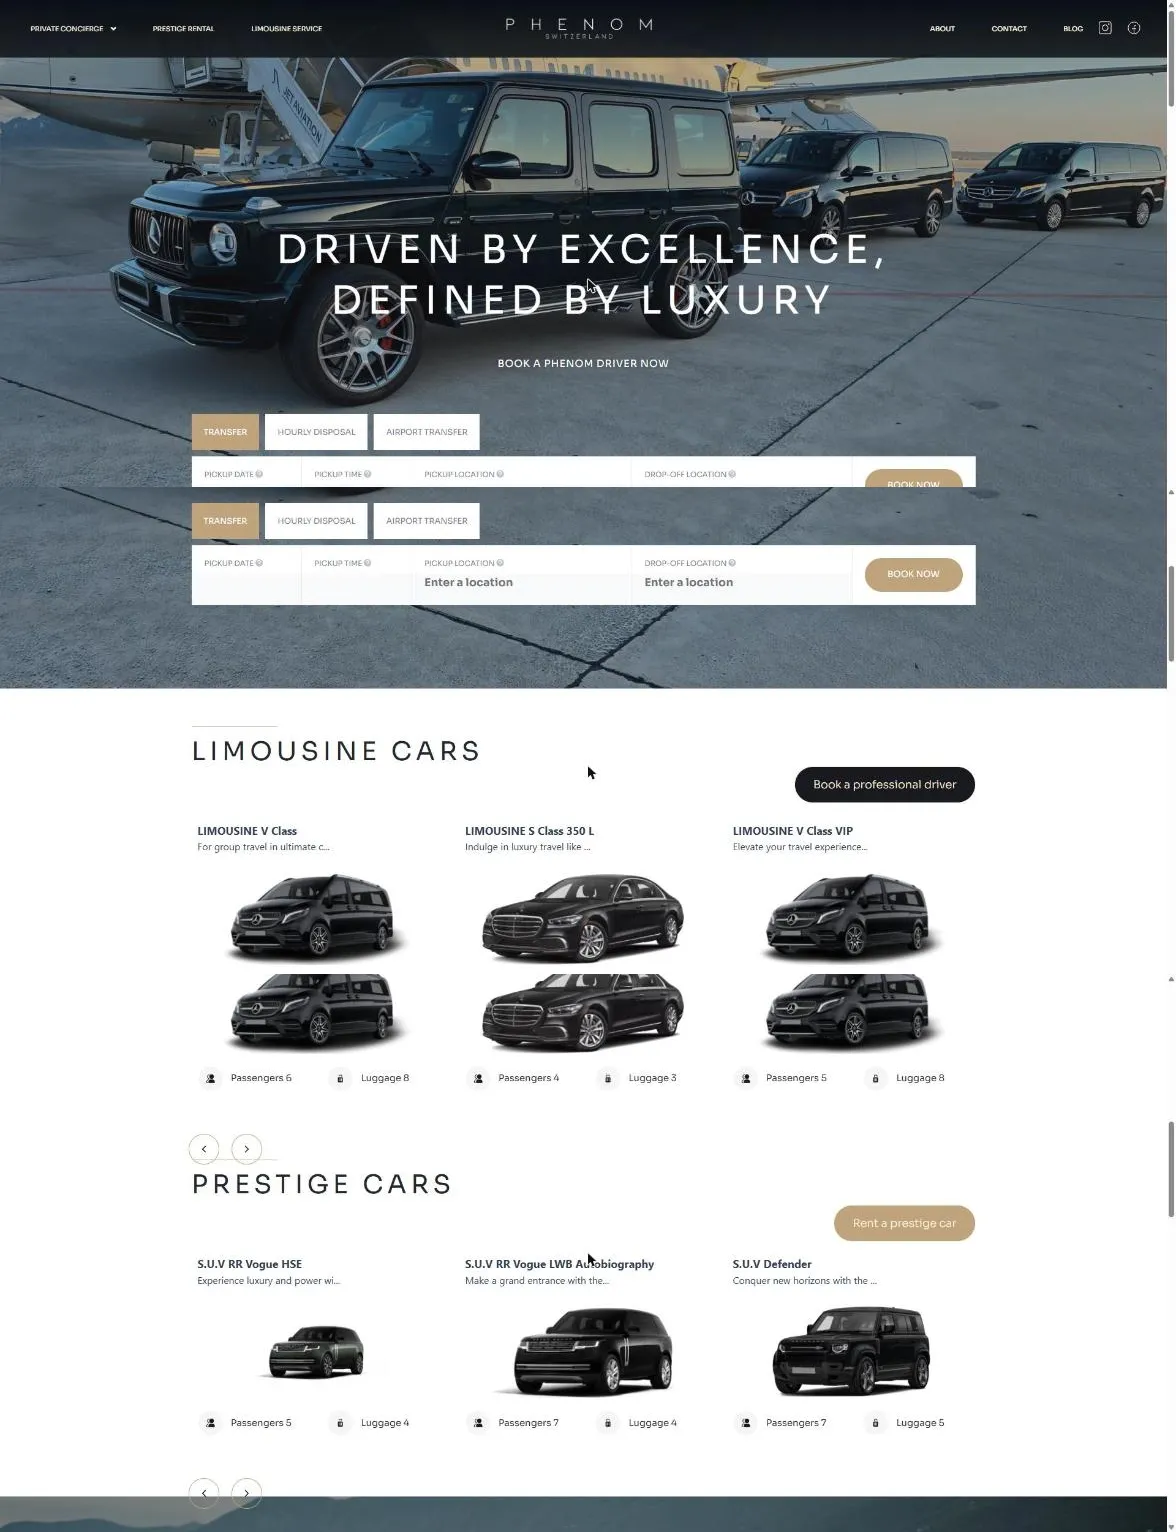 PRIVATE CONCIERGE
PRESTIGE RENTAL
LIMOUSINE SERVICE
PHENOM
SWITZERLAND
ABOUT
CONTACT
BLOG
JET AVIATION
DRIVEN BY EXCELLENCE,
DEFINED BY LUXURY
BOOK A PHENOM DRIVER NOW
TRANSFER
HOURLY DISPOSAL
AIRPORT TRANSFER
PICKUP DATE
PICKUP TIME
PICKUP LOCATION
DROP-OFF LOCATION
BOOK NOW
TRANSFER
HOURLY DISPOSAL
AIRPORT TRANSFER
PICKUP DATE
PICKUP TIME
PICKUP LOCATION
DROP-OFF LOCATION
Enter a location
Enter a location
BOOK NOW
LIMOUSINE CARS
Book a professional driver
LIMOUSINE V Class
For group travel in ultimate c...
LIMOUSINE S Class 350 L
Indulge in luxury travel like ...
LIMOUSINE V Class VIP
Elevate your travel experience...
Passengers 6
Luggage 8
Passengers 4
Luggage 3
Passengers 5
Luggage 8
PRESTIGE CARS
Rent a prestige car
S.U.V RR Vogue HSE
Experience luxury and power wi...
S.U.V RR Vogue LWB Autobiography
Make a grand entrance with the...
S.U.V Defender
Conquer new horizons with the ...
Passengers 5
Luggage 4
Passengers 7
Luggage 4
Passengers 7
Luggage 5